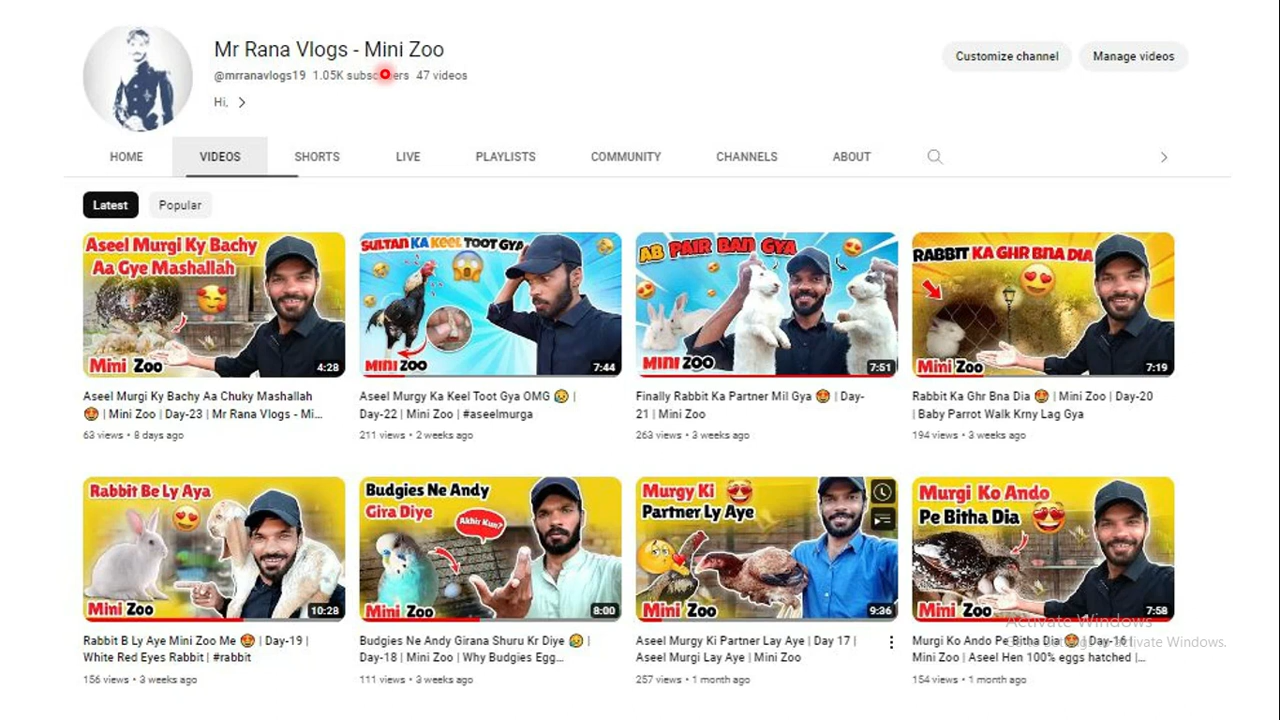 Mr Rana Vlogs - Mini Zoo
@mrranavlogs19 1.05K subscribers 47 videos
Hi,
Customize channel
Manage videos
HOME
VIDEOS
SHORTS
LIVE
PLAYLISTS
COMMUNITY
CHANNELS
ABOUT
Latest
Popular
Aseel Murgi Ky Bachy
Aa Gye Mashallah
Mini Zoo
4:28
SULTAN KA KEEL TOOT GYA
MINI ZOO
7:44
AB PAIR BAN GYA
MINI ZOO
7:51
RABBIT KA GHR BNA DIA
Mini Zoo
7:19
Aseel Murgi Ky Bachy Aa Chuky Mashallah
🤩 | Mini Zoo | Day-23 | Mr Rana Vlogs - Mi...
63 views • 8 days ago
Aseel Murgy Ka Keel Toot Gya OMG 😥 |
Day-22 | Mini Zoo | #aseelmurga
211 views • 2 weeks ago
Finally Rabbit Ka Partner Mil Gya 🤩 | Day-
21 | Mini Zoo
263 views • 3 weeks ago
Rabbit Ka Ghr Bna Dia 🤩 | Mini Zoo | Day-20
| Baby Parrot Walk Krny Lag Gya
194 views • 3 weeks ago
Rabbit Be Ly Aya
Mini Zoo
10:28
Budgies Ne Andy
Gira Diye
Akhir Kun?
Mini Zoo
8:00
Murgy Ki
Partner Ly Aye
Mini Zoo
9:36
Murgi Ko Ando
Pe Bitha Dia
Mini Zoo
7:58
Rabbit B Ly Aye Mini Zoo Me 🤩 | Day-19 |
White Red Eyes Rabbit | #rabbit
156 views • 3 weeks ago
Budgies Ne Andy Girana Shuru Kr Diye 😥 |
Day-18 | Mini Zoo | Why Budgies Egg...
111 views • 3 weeks ago
Aseel Murgy Ki Partner Lay Aye | Day 17 |
Aseel Murgi Lay Aye | Mini Zoo
257 views • 1 month ago
Murgi Ko Ando Pe Bitha Dia 🤩 | Day-16 |
Mini Zoo | Aseel Hen 100% eggs hatched |...
154 views • 1 month ago
Activate Windows
Go to Settings to activate Windows.